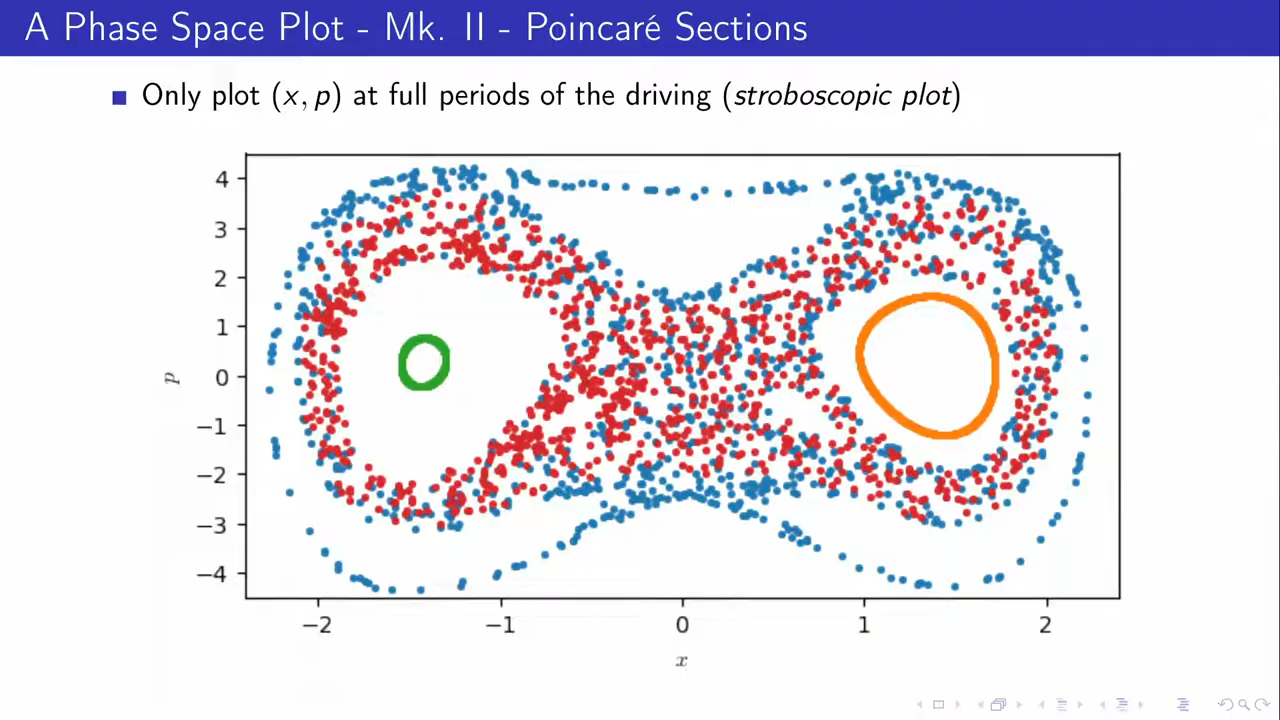 A Phase Space Plot - Mk. II - Poincaré Sections
Only plot (x, p) at full periods of the driving (stroboscopic plot)
4
3
2
1
0
−1
−2
−3
−4
p
−2 −1 0 1 2
x